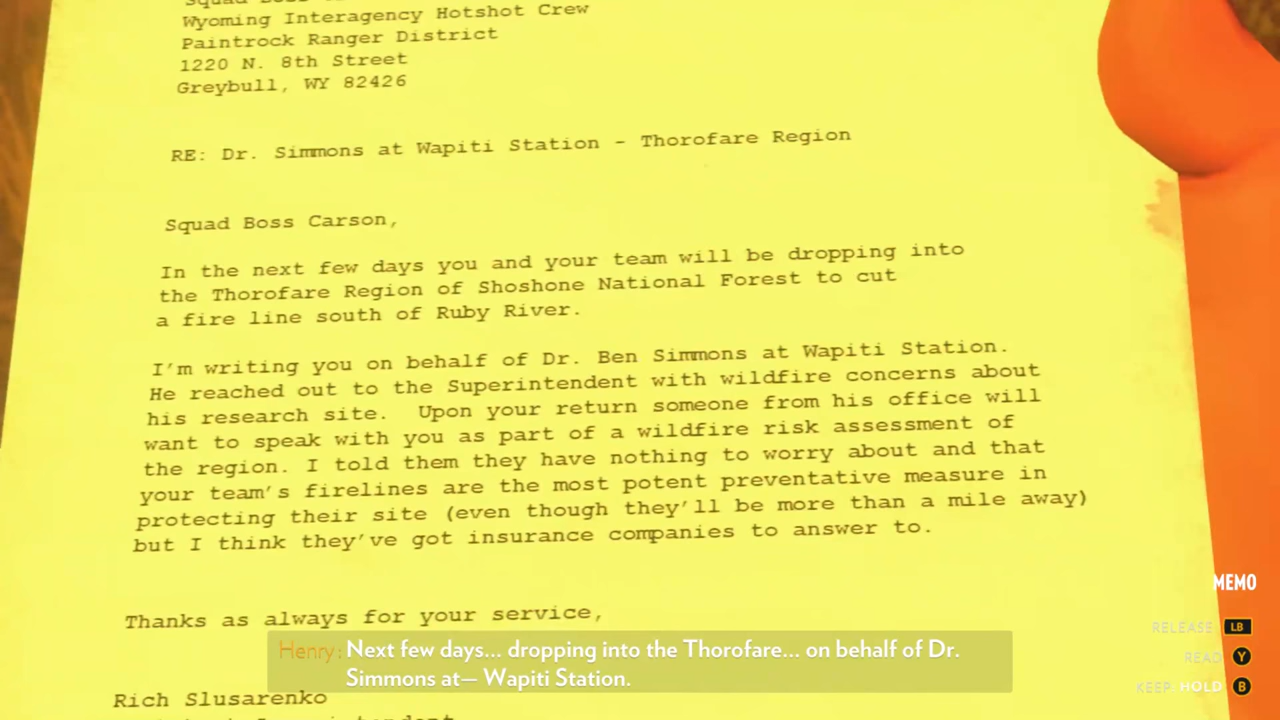 Squad Boss
Wyoming Interagency Hotshot Crew
Paintrock Ranger District
1220 N. 8th Street
Greybull, WY 82426
RE: Dr. Simmons at Wapiti Station - Thorofare Region
Squad Boss Carson,
In the next few days you and your team will be dropping into
the Thorofare Region of Shoshone National Forest to cut
a fire line south of Ruby River.
I'm writing you on behalf of Dr. Ben Simmons at Wapiti Station.
He reached out to the Superintendent with wildfire concerns about
his research site. Upon your return someone from his office will
want to speak with you as part of a wildfire risk assessment of
the region. I told them they have nothing to worry about and that
your team's firelines are the most potent preventative measure in
protecting their site (even though they'll be more than a mile away)
but I think they've got insurance companies to answer to.
Thanks as always for your service,
Rich Slusarenko
Henry: Next few days... dropping into the Thorofare... on behalf of Dr.
Simmons at— Wapiti Station.
MEMO
RELEASE LB
READ Y
KEEP: HOLD B